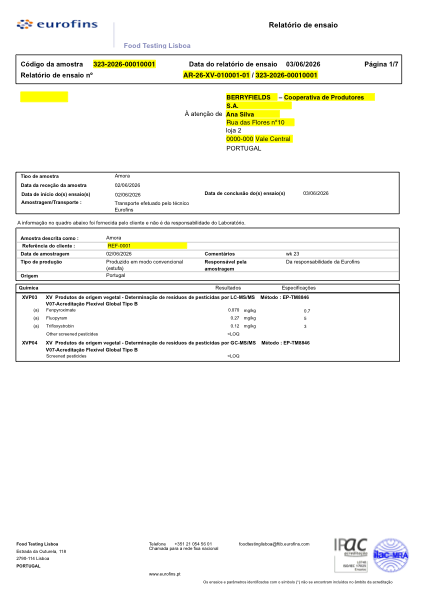 eurofins
Relatório de ensaio
Food Testing Lisboa
Código da amostra 323-2026-00010001 Data do relatório de ensaio 03/06/2026 Página 1/7
Relatório de ensaio nº AR-26-XV-010001-01 / 323-2026-00010001
BERRYFIELDS – Cooperativa de Produtores
S.A.
À atenção de Ana Silva
Rua das Flores nº10
loja 2
0000-000 Vale Central
PORTUGAL
Tipo de amostra Amora
Data da receção da amostra 02/06/2026
Data de início do(s) ensaio(s) 02/06/2026 Data de conclusão do(s) ensaio(s) 03/06/2026
Amostragem/Transporte : Transporte efetuado pelo técnico
Eurofins
A informação no quadro abaixo foi fornecida pelo cliente e não é da responsabilidade do Laboratório.
Amostra descrita como : Amora
Referência do cliente : REF-0001
Data de amostragem 02/06/2026 Comentários wk 23
Tipo de produção Produzido em modo convencional Responsável pela Da responsabilidade da Eurofins
(estufa) amostragem
Origem Portugal
Química Resultados Especificações
XVP03 XV Produtos de origem vegetal - Determinação de resíduos de pesticidas por LC-MS/MS Método : EP-TM8846
V07-Acreditação Flexível Global Tipo B
(a) Fenpyroximate 0.070 mg/kg 0.7
(a) Fluopyram 0.27 mg/kg 5
(a) Trifloxystrobin 0.12 mg/kg 3
Other screened pesticides <LOQ
XVP04 XV Produtos de origem vegetal - Determinação de resíduos de pesticidas por GC-MS/MS Método : EP-TM8846
V07-Acreditação Flexível Global Tipo B
Screened pesticides <LOQ
Food Testing Lisboa Telefone +351 21 054 58 01 foodtestinglisboa@ftlb.eurofins.com
Estrada da Outurela, 118 Chamada para a rede fixa nacional
2790-114 Lisboa
PORTUGAL
www.eurofins.pt
IPac
acreditação
ilac-MRA
Os ensaios e parâmetros identificados com o símbolo (*) não se encontram incluídos no âmbito da acreditação